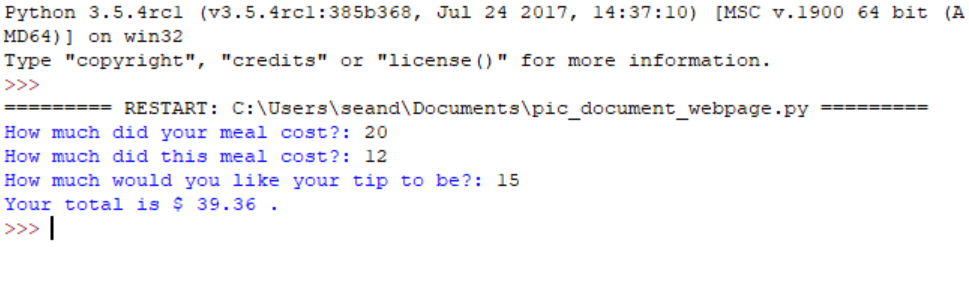 Python 3.5.4rc1 (v3.5.4rc1:385b368, Jul 24 2017, 14:37:10) [MSC v.1900 64 bit (A
MD64)] on win32
Type "copyright", "credits" or "license()" for more information.
>>>
========= RESTART: C:\Users\seand\Documents\pic_document_webpage.py =========
How much did your meal cost?: 20
How much did this meal cost?: 12
How much would you like your tip to be?: 15
Your total is $ 39.36 .
>>>